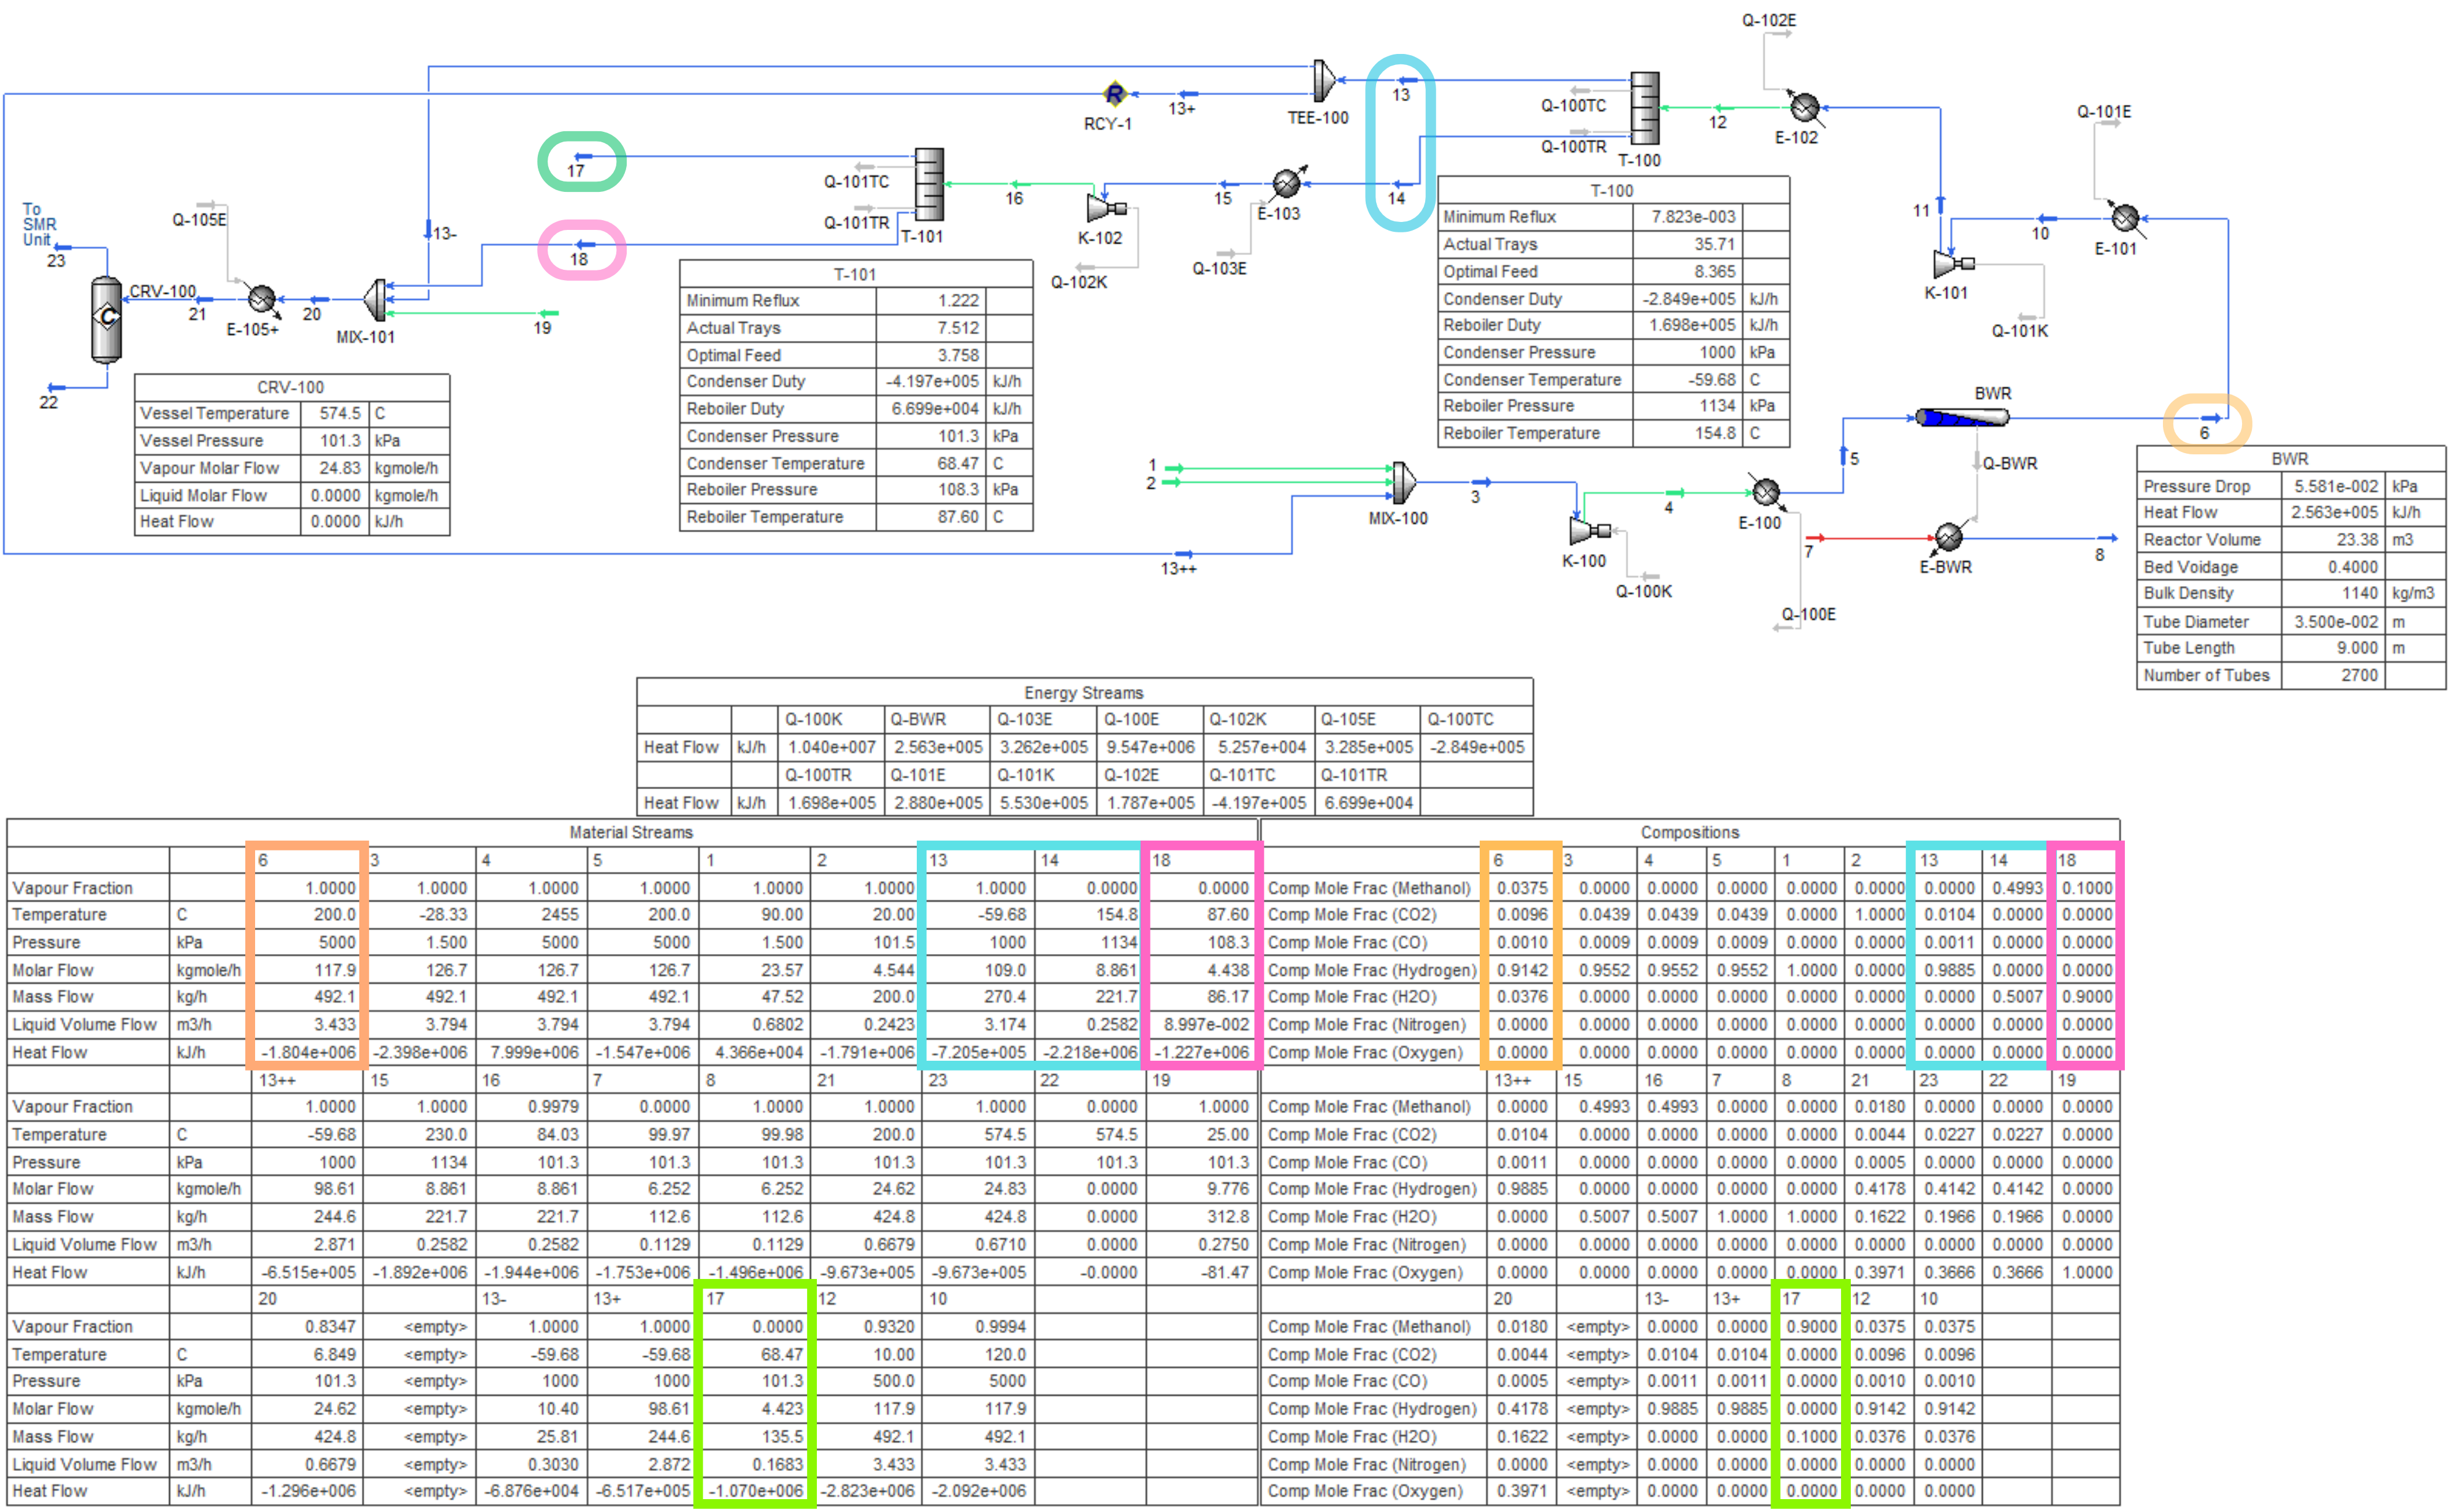 Q-102E
Q-101E
13
13+
RCY-1
TEE-100
Q-100TC
Q-100TR
T-100
12
E-102
17
Q-101TC
Q-101TR
T-101
16
K-102
15
E-103
14
11
10
E-101
To
SMR
Unit
23
Q-105E
13-
18
Q-102K
Q-103E
K-101
Q-101K
CRV-100
C
21
E-105+
20
MIX-101
19
22
T-100
Minimum Reflux 7.823e-003
Actual Trays 35.71
Optimal Feed 8.365
Condenser Duty -2.849e+005 kJ/h
Reboiler Duty 1.698e+005 kJ/h
Condenser Pressure 1000 kPa
Condenser Temperature -59.68 C
Reboiler Pressure 1134 kPa
Reboiler Temperature 154.8 C
T-101
Minimum Reflux 1.222
Actual Trays 7.512
Optimal Feed 3.758
Condenser Duty -4.197e+005 kJ/h
Reboiler Duty 6.699e+004 kJ/h
Condenser Pressure 101.3 kPa
Condenser Temperature 68.47 C
Reboiler Pressure 108.3 kPa
Reboiler Temperature 87.60 C
CRV-100
Vessel Temperature 574.5 C
Vessel Pressure 101.3 kPa
Vapour Molar Flow 24.83 kgmole/h
Liquid Molar Flow 0.0000 kgmole/h
Heat Flow 0.0000 kJ/h
1
2
MIX-100
3
4
K-100
Q-100K
E-100
5
BWR
6
Q-BWR
7
E-BWR
8
Q-100E
13++
R
BWR
Pressure Drop 5.581e-002 kPa
Heat Flow 2.563e+005 kJ/h
Reactor Volume 23.38 m3
Bed Voidage 0.4000
Bulk Density 1140 kg/m3
Tube Diameter 3.500e-002 m
Tube Length 9.000 m
Number of Tubes 2700
Energy Streams
Q-100K Q-BWR Q-103E Q-100E Q-102K Q-105E Q-100TC
Heat Flow kJ/h 1.040e+007 2.563e+005 3.262e+005 9.547e+006 5.257e+004 3.285e+005 -2.849e+005
Q-100TR Q-101E Q-101K Q-102E Q-101TC Q-101TR
Heat Flow kJ/h 1.698e+005 2.880e+005 5.530e+005 1.787e+005 -4.197e+005 6.699e+004
Material Streams
6 3 4 5 1 2 13 14 18
Vapour Fraction 1.0000 1.0000 1.0000 1.0000 1.0000 1.0000 1.0000 0.0000 0.0000
Temperature C 200.0 -28.33 2455 200.0 90.00 20.00 -59.68 154.8 87.60
Pressure kPa 5000 1.500 5000 5000 1.500 101.5 1000 1134 108.3
Molar Flow kgmole/h 117.9 126.7 126.7 126.7 23.57 4.544 109.0 8.861 4.438
Mass Flow kg/h 492.1 492.1 492.1 492.1 47.52 200.0 270.4 221.7 86.17
Liquid Volume Flow m3/h 3.433 3.794 3.794 3.794 0.6802 0.2423 3.174 0.2582 8.997e-002
Heat Flow kJ/h -1.804e+006 -2.398e+006 7.999e+006 -1.547e+006 4.366e+004 -1.791e+006 -7.205e+005 -2.218e+006 -1.227e+006
13++ 15 16 7 8 21 23 22 19
Vapour Fraction 1.0000 1.0000 0.9979 0.0000 1.0000 1.0000 1.0000 0.0000 1.0000
Temperature C -59.68 230.0 84.03 99.97 99.98 200.0 574.5 574.5 25.00
Pressure kPa 1000 1134 101.3 101.3 101.3 101.3 101.3 101.3 101.3
Molar Flow kgmole/h 98.61 8.861 8.861 6.252 6.252 24.62 24.83 0.0000 9.776
Mass Flow kg/h 244.6 221.7 221.7 112.6 112.6 424.8 424.8 0.0000 312.8
Liquid Volume Flow m3/h 2.871 0.2582 0.2582 0.1129 0.1129 0.6679 0.6710 0.0000 0.2750
Heat Flow kJ/h -6.515e+005 -1.892e+006 -1.944e+006 -1.753e+006 -1.496e+006 -9.673e+005 -9.673e+005 -0.0000 -81.47
20 13- 13+ 17 12 10
Vapour Fraction 0.8347 <empty> 1.0000 1.0000 0.0000 0.9320 0.9994
Temperature C 6.849 <empty> -59.68 -59.68 68.47 10.00 120.0
Pressure kPa 101.3 <empty> 1000 1000 101.3 500.0 5000
Molar Flow kgmole/h 24.62 <empty> 10.40 98.61 4.423 117.9 117.9
Mass Flow kg/h 424.8 <empty> 25.81 244.6 135.5 492.1 492.1
Liquid Volume Flow m3/h 0.6679 <empty> 0.3030 2.872 0.1683 3.433 3.433
Heat Flow kJ/h -1.296e+006 <empty> -6.876e+004 -6.517e+005 -1.070e+006 -2.823e+006 -2.092e+006
Compositions
6 3 4 5 1 2 13 14 18
Comp Mole Frac (Methanol) 0.0375 0.0000 0.0000 0.0000 0.0000 0.0000 0.0000 0.4993 0.1000
Comp Mole Frac (CO2) 0.0096 0.0439 0.0439 0.0439 0.0000 1.0000 0.0104 0.0000 0.0000
Comp Mole Frac (CO) 0.0010 0.0009 0.0009 0.0009 0.0000 0.0000 0.0011 0.0000 0.0000
Comp Mole Frac (Hydrogen) 0.9142 0.9552 0.9552 0.9552 1.0000 0.0000 0.9885 0.0000 0.0000
Comp Mole Frac (H2O) 0.0376 0.0000 0.0000 0.0000 0.0000 0.0000 0.0000 0.5007 0.9000
Comp Mole Frac (Nitrogen) 0.0000 0.0000 0.0000 0.0000 0.0000 0.0000 0.0000 0.0000 0.0000
Comp Mole Frac (Oxygen) 0.0000 0.0000 0.0000 0.0000 0.0000 0.0000 0.0000 0.0000 0.0000
13++ 15 16 7 8 21 23 22 19
Comp Mole Frac (Methanol) 0.0000 0.4993 0.4993 0.0000 0.0000 0.0180 0.0000 0.0000 0.0000
Comp Mole Frac (CO2) 0.0104 0.0000 0.0000 0.0000 0.0000 0.0044 0.0227 0.0227 0.0000
Comp Mole Frac (CO) 0.0011 0.0000 0.0000 0.0000 0.0000 0.0005 0.0000 0.0000 0.0000
Comp Mole Frac (Hydrogen) 0.9885 0.0000 0.0000 0.0000 0.0000 0.4178 0.4142 0.4142 0.0000
Comp Mole Frac (H2O) 0.0000 0.5007 0.5007 1.0000 1.0000 0.1622 0.1966 0.1966 0.0000
Comp Mole Frac (Nitrogen) 0.0000 0.0000 0.0000 0.0000 0.0000 0.0000 0.0000 0.0000 0.0000
Comp Mole Frac (Oxygen) 0.0000 0.0000 0.0000 0.0000 0.0000 0.3971 0.3666 0.3666 1.0000
20 13- 13+ 17 12 10
Comp Mole Frac (Methanol) 0.0180 <empty> 0.0000 0.0000 0.9000 0.0375 0.0375
Comp Mole Frac (CO2) 0.0044 <empty> 0.0104 0.0104 0.0000 0.0096 0.0096
Comp Mole Frac (CO) 0.0005 <empty> 0.0011 0.0011 0.0000 0.0010 0.0010
Comp Mole Frac (Hydrogen) 0.4178 <empty> 0.9885 0.9885 0.0000 0.9142 0.9142
Comp Mole Frac (H2O) 0.1622 <empty> 0.0000 0.0000 0.1000 0.0376 0.0376
Comp Mole Frac (Nitrogen) 0.0000 <empty> 0.0000 0.0000 0.0000 0.0000 0.0000
Comp Mole Frac (Oxygen) 0.3971 <empty> 0.0000 0.0000 0.0000 0.0000 0.0000